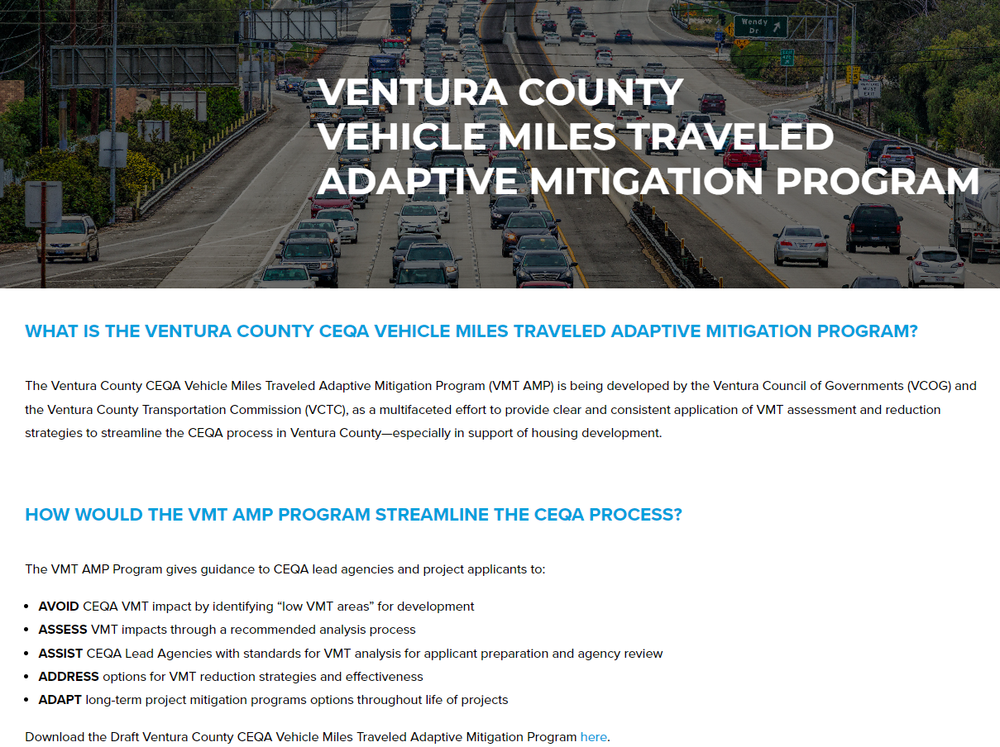 Wendy
Dr
VENTURA COUNTY
VEHICLE MILES TRAVELED
ADAPTIVE MITIGATION PROGRAM
WHAT IS THE VENTURA COUNTY CEQA VEHICLE MILES TRAVELED ADAPTIVE MITIGATION PROGRAM?
The Ventura County CEQA Vehicle Miles Traveled Adaptive Mitigation Program (VMT AMP) is being developed by the Ventura Council of Governments (VCOG) and
the Ventura County Transportation Commission (VCTC), as a multifaceted effort to provide clear and consistent application of VMT assessment and reduction
strategies to streamline the CEQA process in Ventura County—especially in support of housing development.
HOW WOULD THE VMT AMP PROGRAM STREAMLINE THE CEQA PROCESS?
The VMT AMP Program gives guidance to CEQA lead agencies and project applicants to:
• AVOID CEQA VMT impact by identifying “low VMT areas” for development
• ASSESS VMT impacts through a recommended analysis process
• ASSIST CEQA Lead Agencies with standards for VMT analysis for applicant preparation and agency review
• ADDRESS options for VMT reduction strategies and effectiveness
• ADAPT long-term project mitigation programs options throughout life of projects
Download the Draft Ventura County CEQA Vehicle Miles Traveled Adaptive Mitigation Program here.